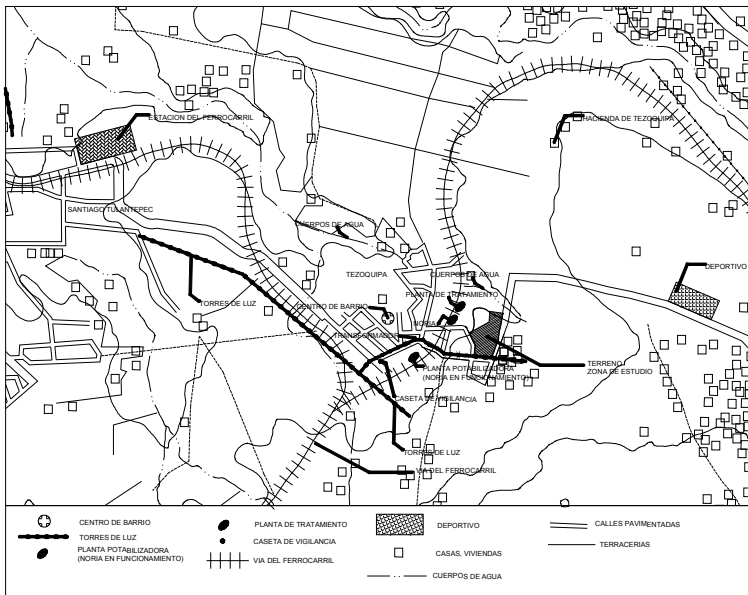 ESTACION DEL FERROCARRIL
HACIENDA DE TEZOQUIPA
SANTIAGO TULANTEPEC
CUERPOS DE AGUA
TEZOQUIPA
CUERPOS DE AGUA
DEPORTIVO
PLANTA DE TRATAMIENTO
TORRES DE LUZ
CENTRO DE BARRIO
NORIA
TRANSFORMADOR
TERRENO
ZONA DE ESTUDIO
PLANTA POTABILIZADORA
(NORIA EN FUNCIONAMIENTO)
CASETA DE VIGILANCIA
TORRES DE LUZ
VIA DEL FERROCARRIL
CENTRO DE BARRIO
TORRES DE LUZ
PLANTA POTABILIZADORA
(NORIA EN FUNCIONAMIENTO)
PLANTA DE TRATAMIENTO
CASETA DE VIGILANCIA
VIA DEL FERROCARRIL
DEPORTIVO
CASAS, VIVIENDAS
CUERPOS DE AGUA
CALLES PAVIMENTADAS
TERRACERIAS